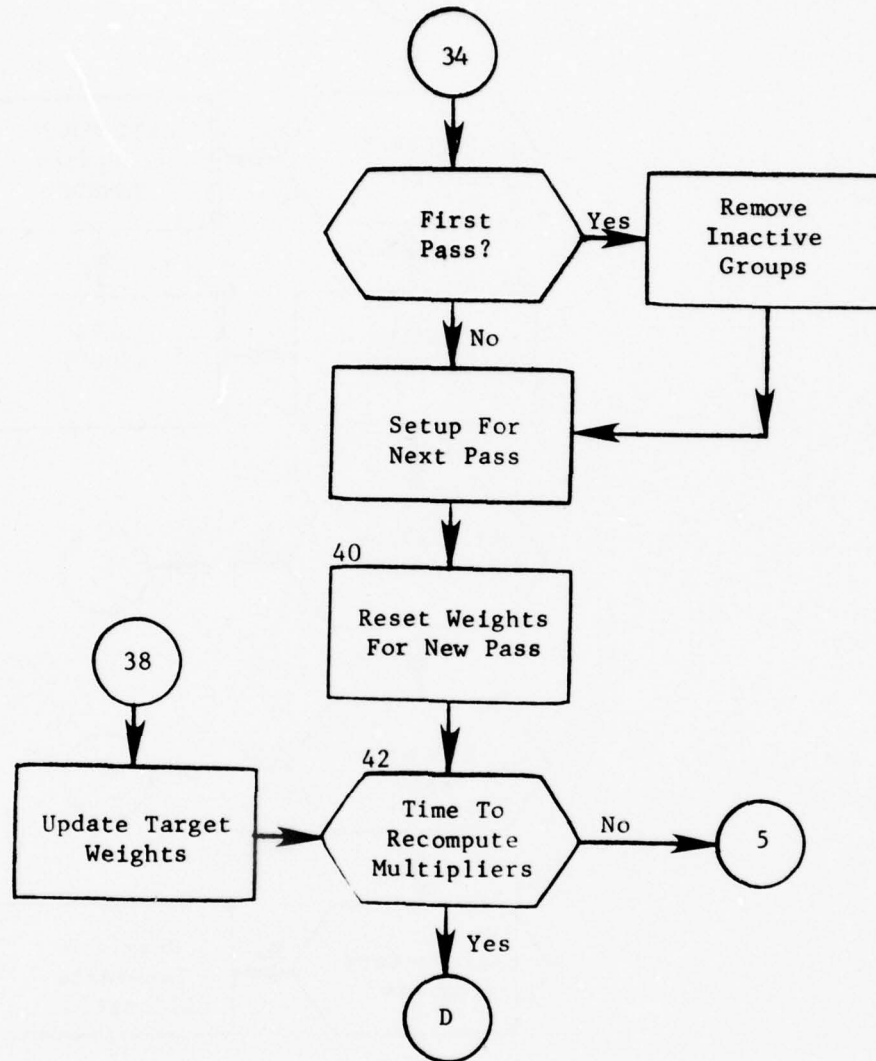 34
First
Pass?
Yes
Remove
Inactive
Groups
No
Setup For
Next Pass
40
Reset Weights
For New Pass
38
Update Target
Weights
42
Time To
Recompute
Multipliers
No
5
Yes
D